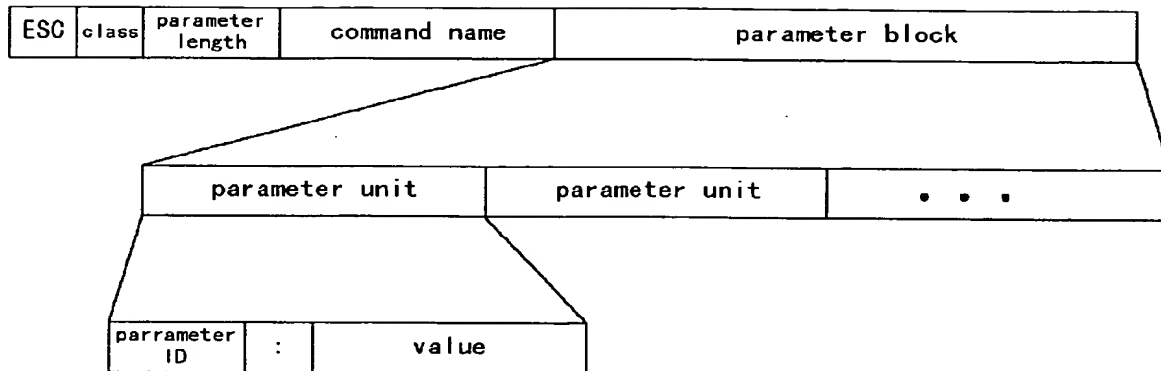 ESC class parameter length command name parameter block
parameter unit parameter unit • • •
parrameter ID : value